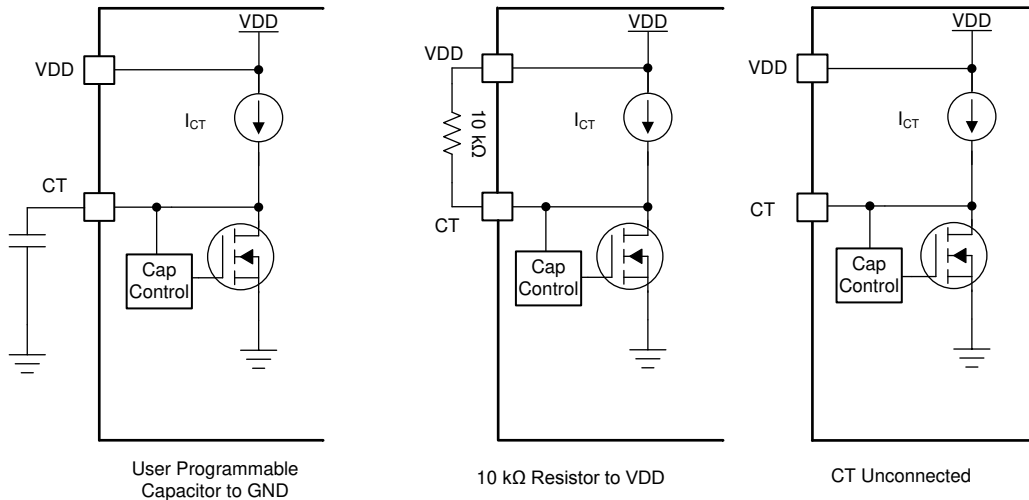 VDD
VDD
I_CT
CT
Cap
Control
User Programmable
Capacitor to GND
VDD
VDD
10 kΩ
I_CT
CT
Cap
Control
10 kΩ Resistor to VDD
VDD
VDD
I_CT
CT
Cap
Control
CT Unconnected